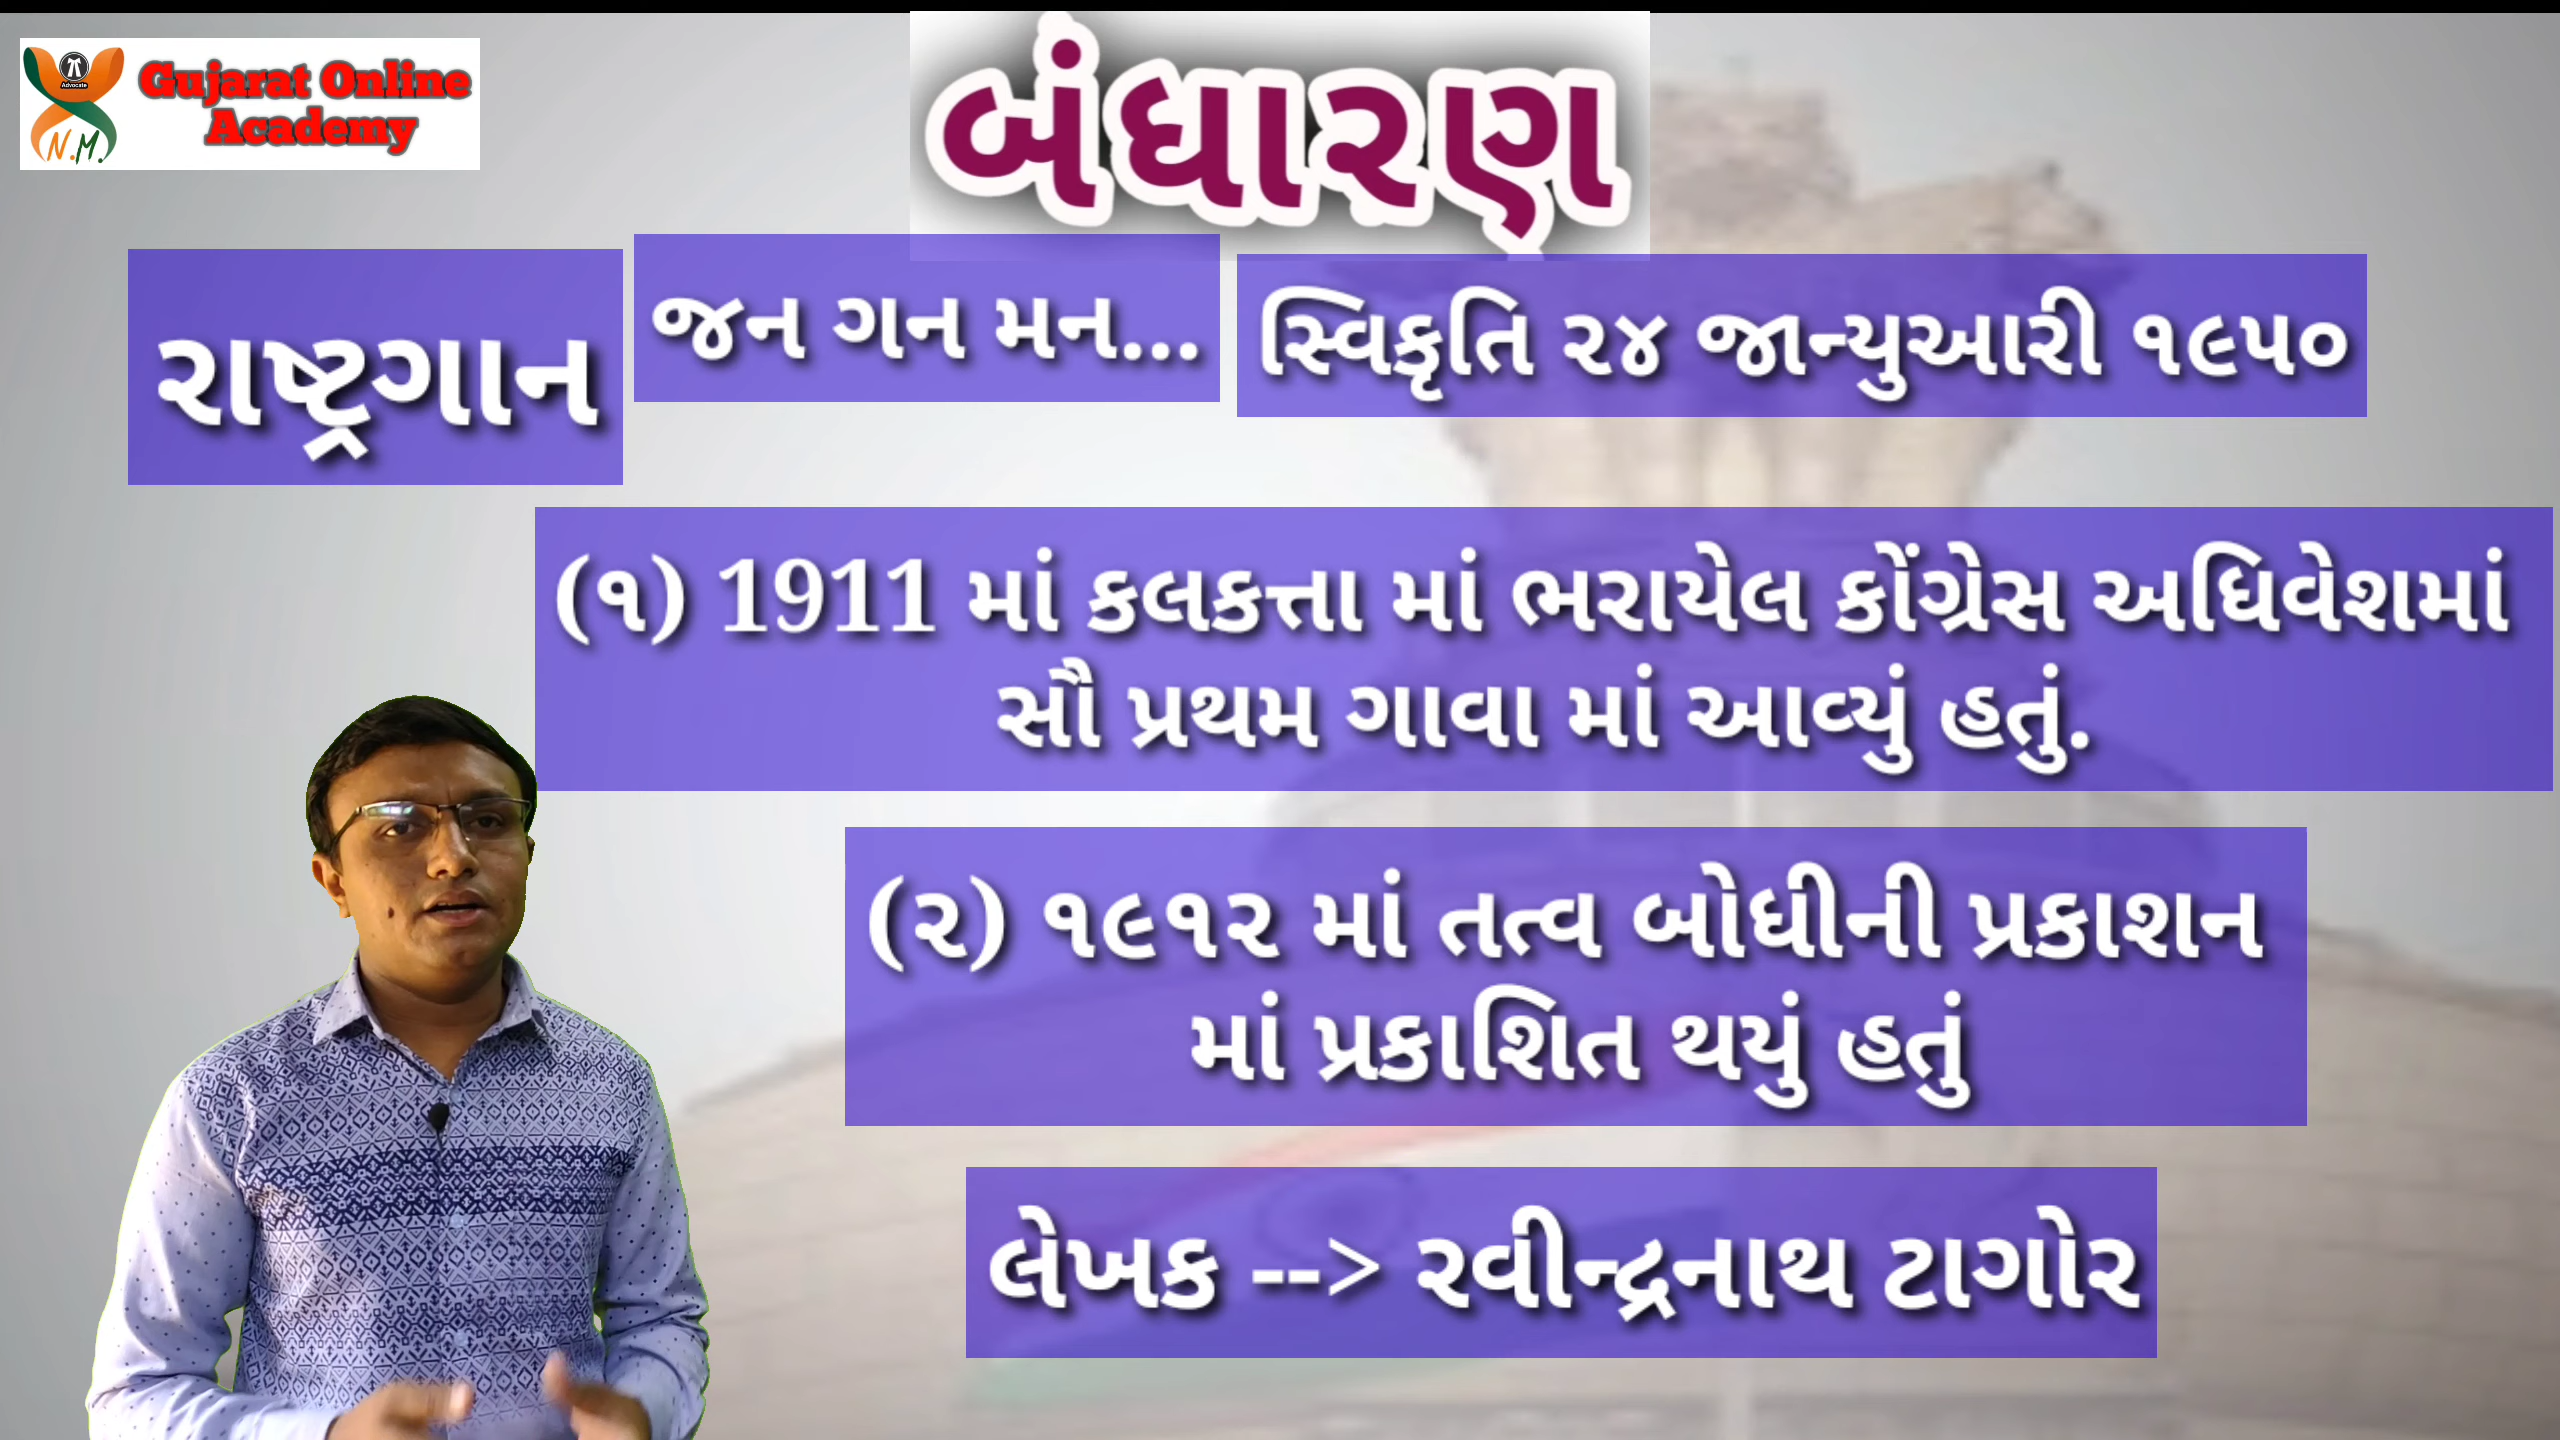 Advocate
N.M.
Gujarat Online
Academy
બંધારણ
રાષ્ટ્રગાન
જન ગન મન...
સ્વિકૃતિ ૨૪ જાન્યુઆરી ૧૯૫૦
(૧) 1911 માં કલકત્તા માં ભરાયેલ કોંગ્રેસ અધિવેશમાં
સૌ પ્રથમ ગાવા માં આવ્યું હતું.
(૨) ૧૯૧૨ માં તત્વ બોધીની પ્રકાશન
માં પ્રકાશિત થયું હતું
લેખક --> રવીન્દ્રનાથ ટાગોર